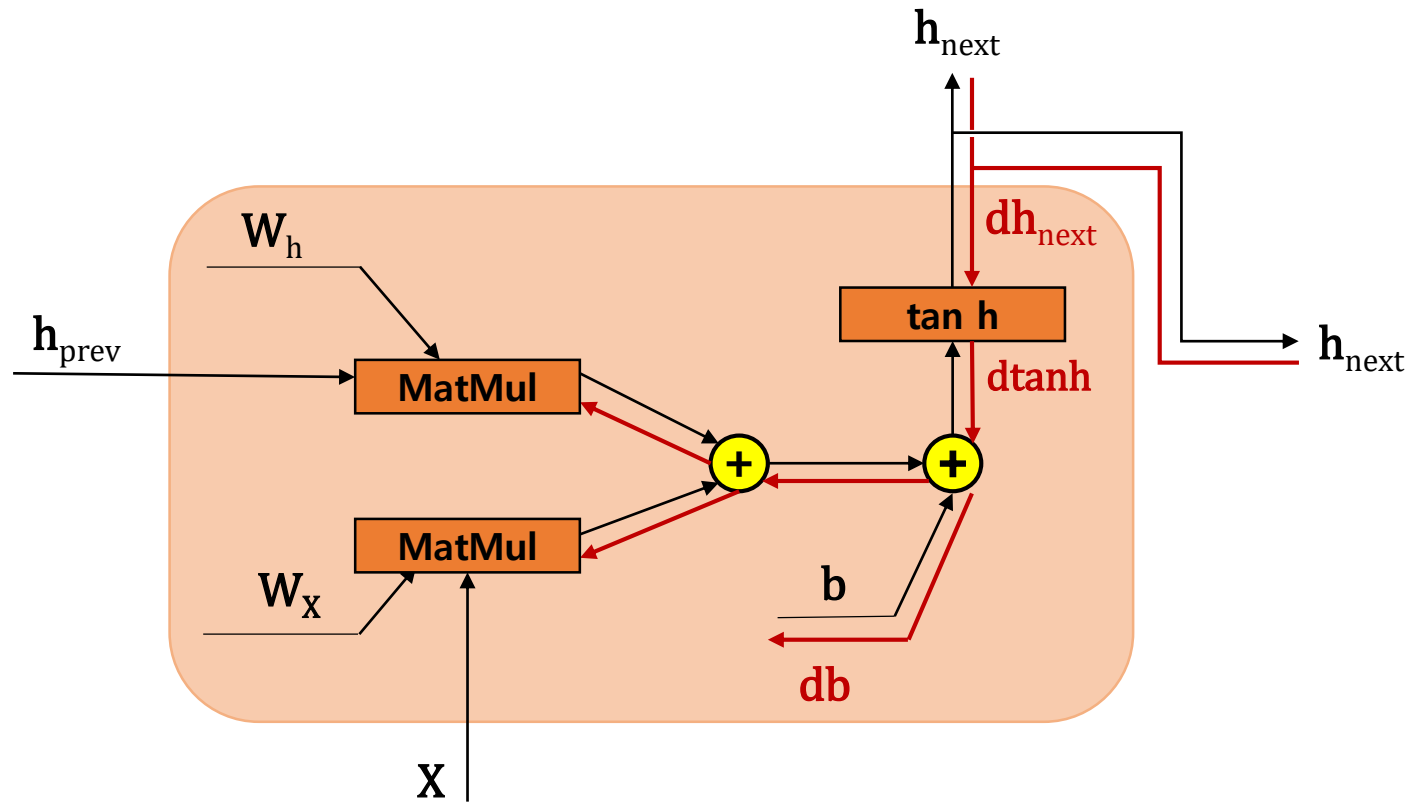 h_next
W_h
dh_next
tan h
h_prev
h_next
MatMul
dtanh
+
+
MatMul
W_X
b
db
X